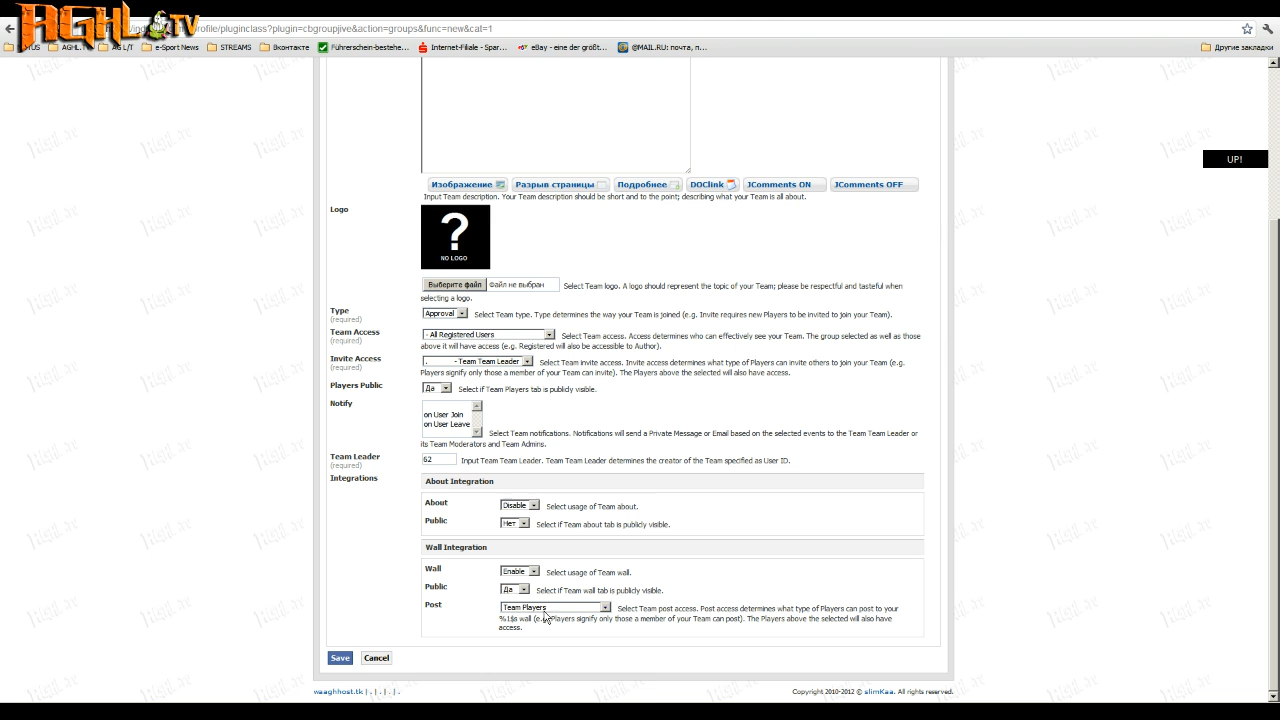 AGHL TV
profile/pluginclass?plugin=cbgroupjive&action=groups&func=new&cat=1
AG L/T
e-Sport News
STREAMS
Вконтакте
Führerschein-bestehe...
Internet-Filiale - Spar...
eBay - eine der größt...
@MAIL.RU: почта, п...
Другие закладки
UP!
Изображение
Разрыв страницы
Подробнее
DOClink
JComments ON
JComments OFF
Input Team description. Your Team description should be short and to the point; describing what your Team is all about.
Logo
?
NO LOGO
Выберите файл Файл не выбран Select Team logo. A logo should represent the topic of your Team; please be respectful and tasteful when
selecting a logo.
Type
(required)
Approval Select Team type. Type determines the way your Team is joined (e.g. Invite requires new Players to be invited to join your Team).
Team Access
(required)
- All Registered Users Select Team access. Access determines who can effectively see your Team. The group selected as well as those
above it will have access (e.g. Registered will also be accessible to Author).
Invite Access
(required)
. - Team Team Leader Select Team invite access. Invite access determines what type of Players can invite others to join your Team (e.g.
Players signify only those a member of your Team can invite). The Players above the selected will also have access.
Players Public
Да Select if Team Players tab is publicly visible.
Notify
on User Join
on User Leave
Select Team notifications. Notifications will send a Private Message or Email based on the selected events to the Team Team Leader or
its Team Moderators and Team Admins.
Team Leader
(required)
62 Input Team Team Leader. Team Team Leader determines the creator of the Team specified as User ID.
Integrations
About Integration
About Disable Select usage of Team about.
Public Нет Select if Team about tab is publicly visible.
Wall Integration
Wall Enable Select usage of Team wall.
Public Да Select if Team wall tab is publicly visible.
Post Team Players Select Team post access. Post access determines what type of Players can post to your
%1$s wall (e.g. Players signify only those a member of your Team can post). The Players above the selected will also have
access.
Save
Cancel
waaghhost.tk | . | . | .
Copyright 2010-2012 © slimKaa. All rights reserved.